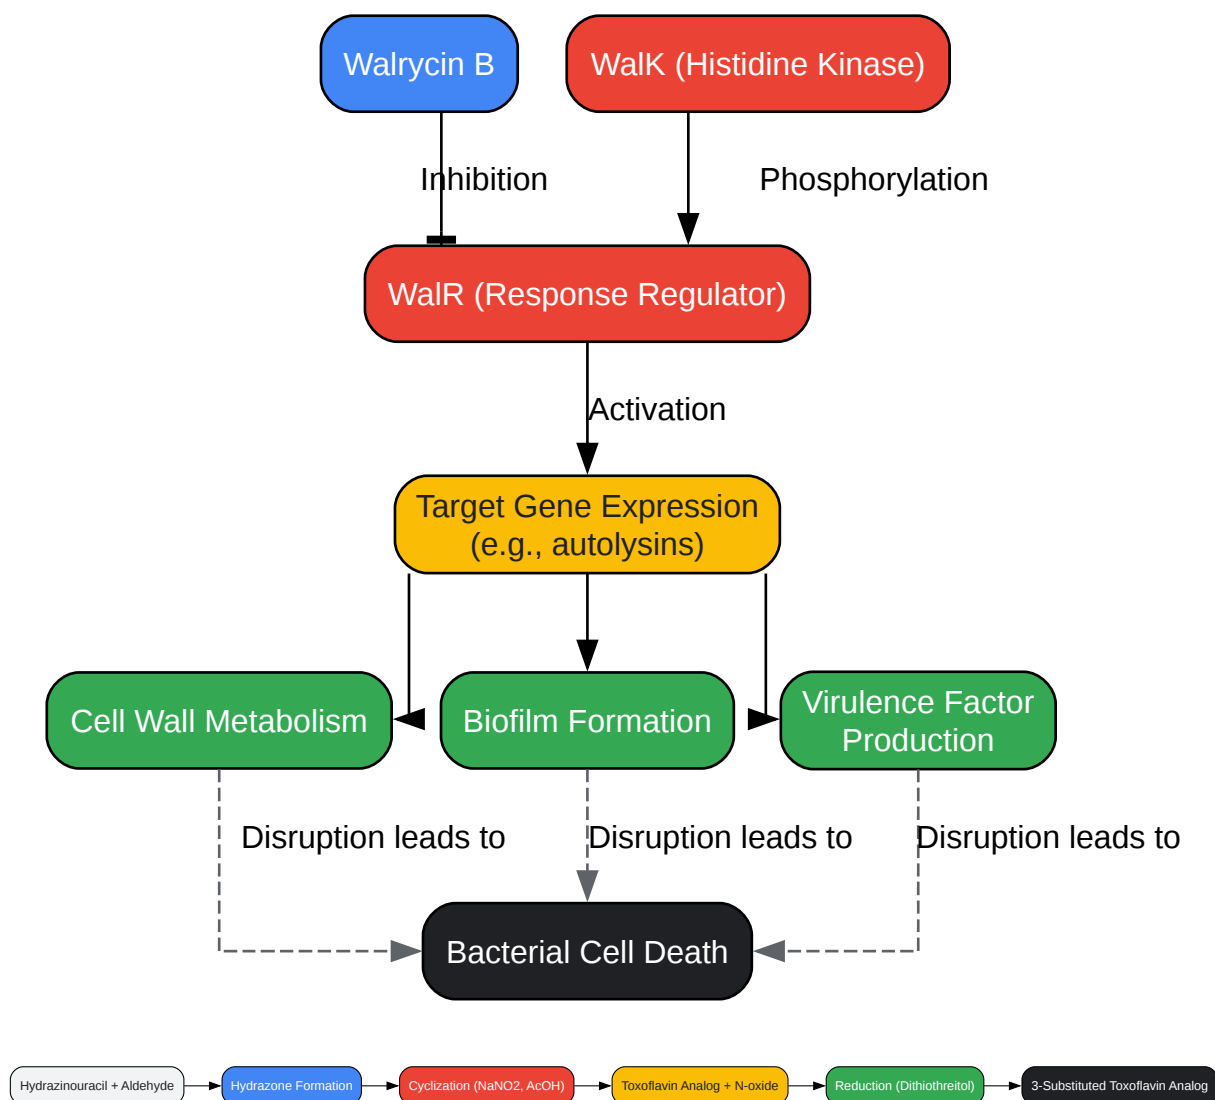 Walrycin B
WalK (Histidine Kinase)
Inhibition
Phosphorylation
WalR (Response Regulator)
Activation
Target Gene Expression
(e.g., autolysins)
Cell Wall Metabolism
Biofilm Formation
Virulence Factor
Production
Disruption leads to
Disruption leads to
Disruption leads to
Bacterial Cell Death
Hydrazinouracil + Aldehyde
Hydrazone Formation
Cyclization (NaNO2, AcOH)
Toxoflavin Analog + N-oxide
Reduction (Dithiothreitol)
3-Substituted Toxoflavin Analog